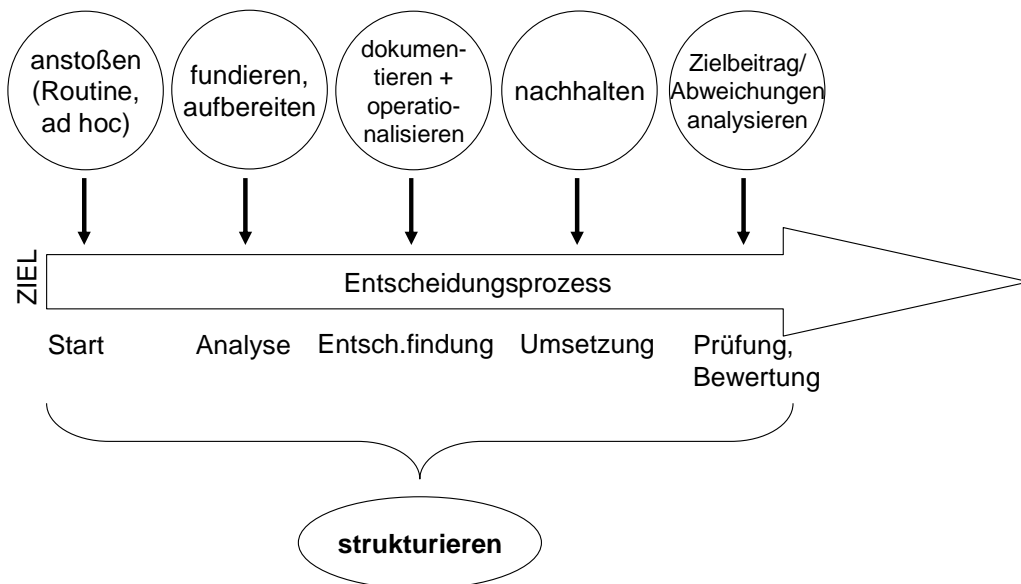 anstoßen
(Routine,
ad hoc)
fundieren,
aufbereiten
dokumen-
tieren +
operatio-
nalisieren
nachhalten
Zielbeitrag/
Abweichungen
analysieren
ZIEL
Entscheidungsprozess
Start
Analyse
Entsch.findung
Umsetzung
Prüfung,
Bewertung
strukturieren